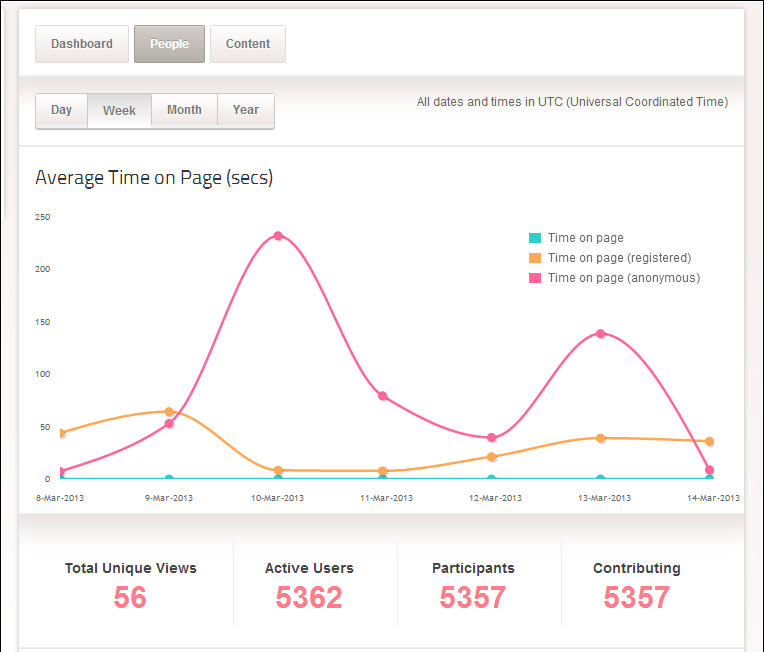 Dashboard People Content
Day Week Month Year
All dates and times in UTC (Universal Coordinated Time)
Average Time on Page (secs)
250
Time on page
Time on page (registered)
200
Time on page (anonymous)
150
100
50
0
8-Mar-2013 9-Mar-2013 10-Mar-2013 11-Mar-2013 12-Mar-2013 13-Mar-2013 14-Mar-2013
Total Unique Views Active Users Participants Contributing
56 5362 5357 5357